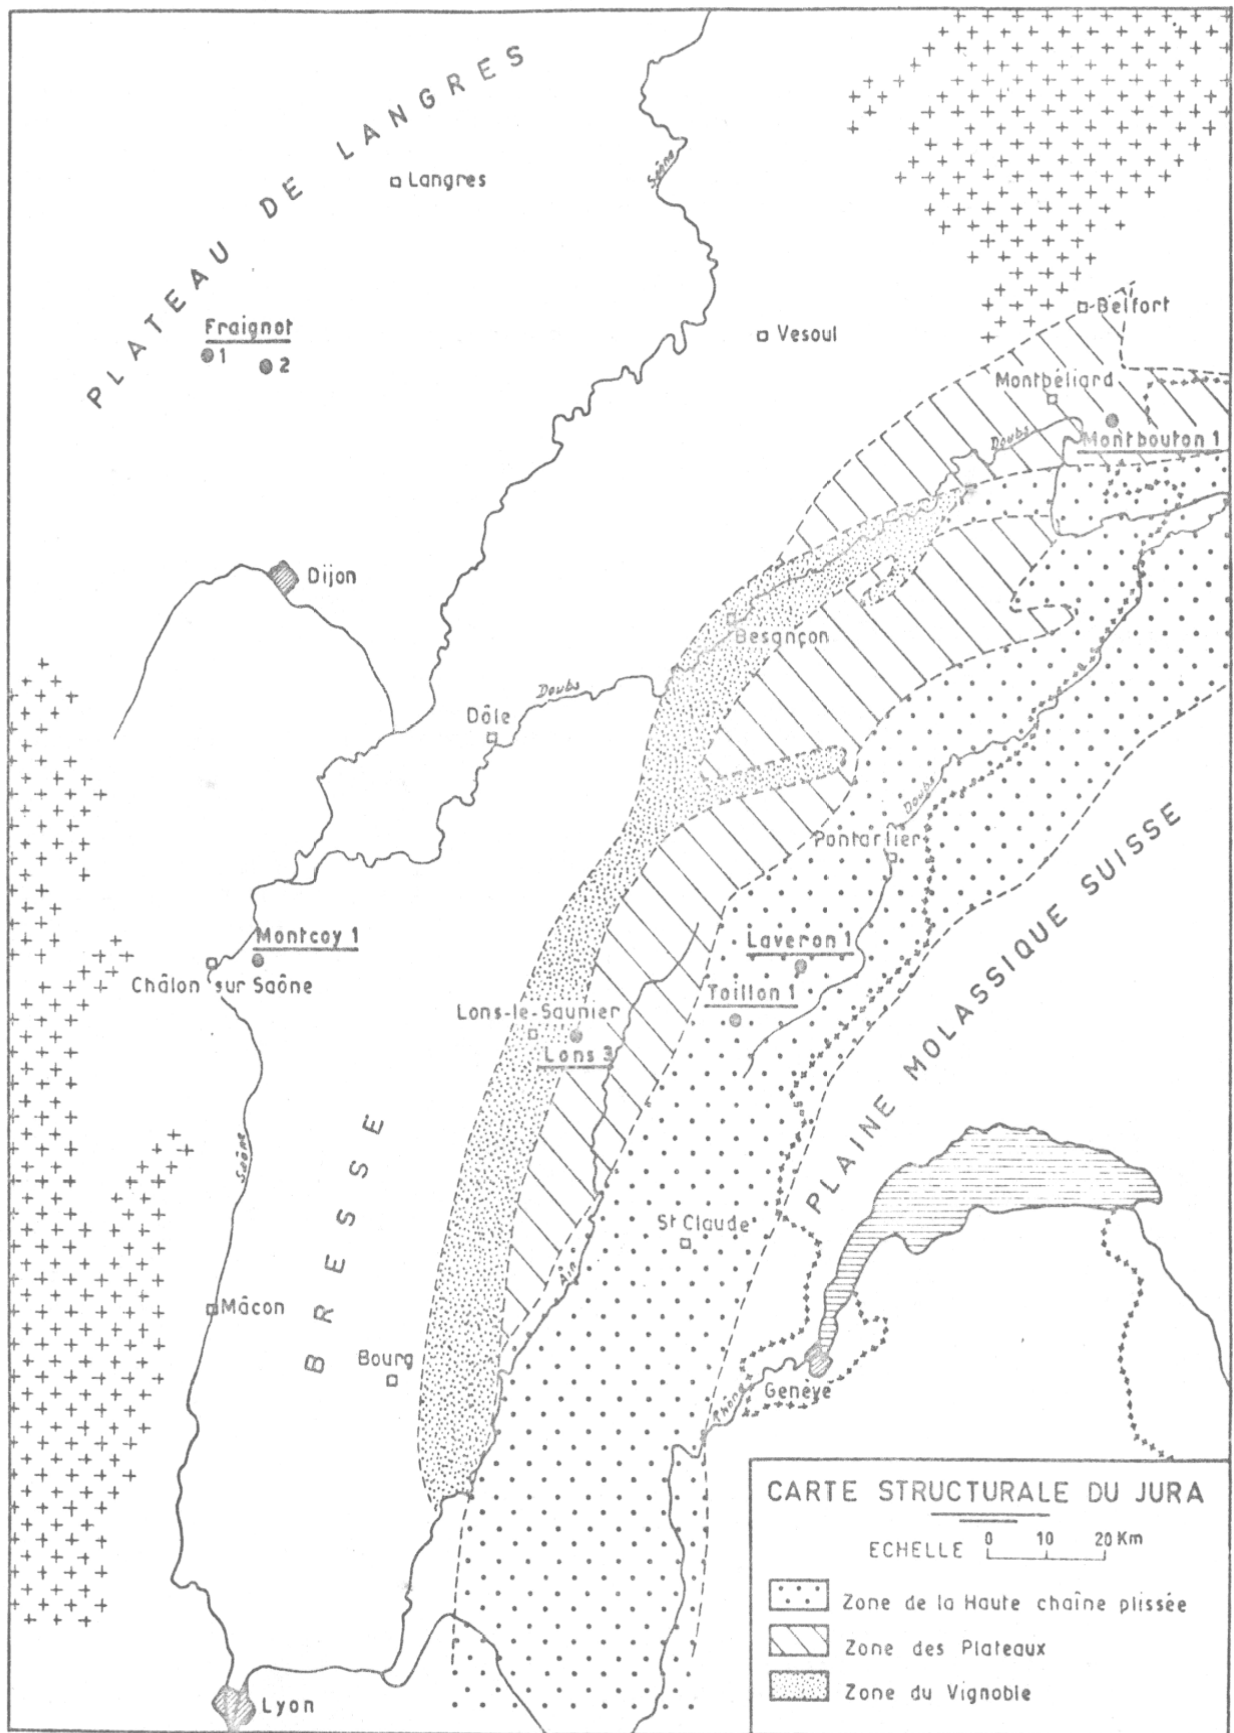 PLATEAU DE LANGRES
Langres
Saône
Fraignot
1
2
Vesoul
Belfort
Montbéliard
Doubs
Montbouton 1
Dijon
Besançon
Doubs
Dôle
Doubs
Pontarlier
Montcoy 1
Châlon sur Saône
Laveron 1
Toillon 1
Lons-le-Saunier
Lons 3
PLAINE MOLASSIQUE SUISSE
Saône
BRESSE
St Claude
Ain
Mâcon
Bourg
Genève
Rhône
Lyon
CARTE STRUCTURALE DU JURA
ECHELLE 0 10 20 Km
Zone de la Haute chaîne plissée
Zone des Plateaux
Zone du Vignoble